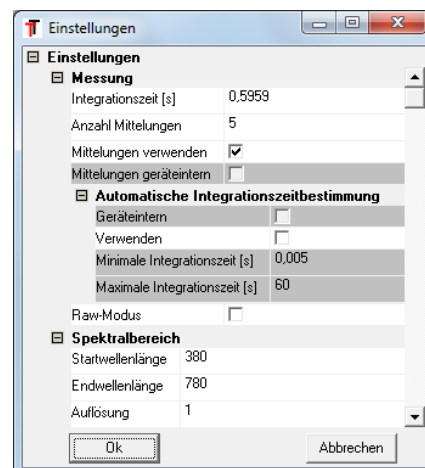 Einstellungen
Einstellungen
Messung
Integrationszeit [s] 0,5959
Anzahl Mittelungen 5
Mittelungen verwenden
Mittelungen geräteintern
Automatische Integrationszeitbestimmung
Geräteintern
Verwenden
Minimale Integrationszeit [s] 0,005
Maximale Integrationszeit [s] 60
Raw-Modus
Spektralbereich
Startwellenlänge 380
Endwellenlänge 780
Auflösung 1
Ok Abbrechen